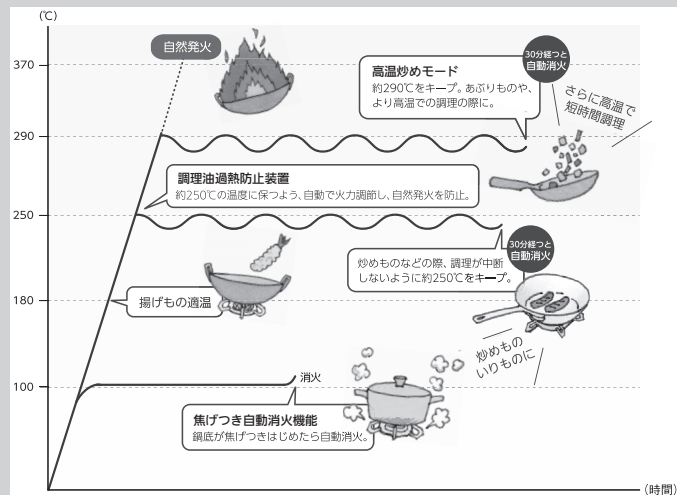 (℃)
自然発火
30分経つと
自動消火
370
高温炒めモード
約290℃をキープ。あぶりものや、
より高温での調理の際に。
さらに高温で
短時間調理
290
調理油過熱防止装置
約250℃の温度に保つよう、自動で火力調節し、自然発火を防止。
250
30分経つと
自動消火
炒めものなどの際、調理が中断
しないように約250℃をキープ。
揚げもの適温
180
炒めもの
いりものに
消火
100
焦げつき自動消火機能
鍋底が焦げつきはじめたら自動消火。
(時間)